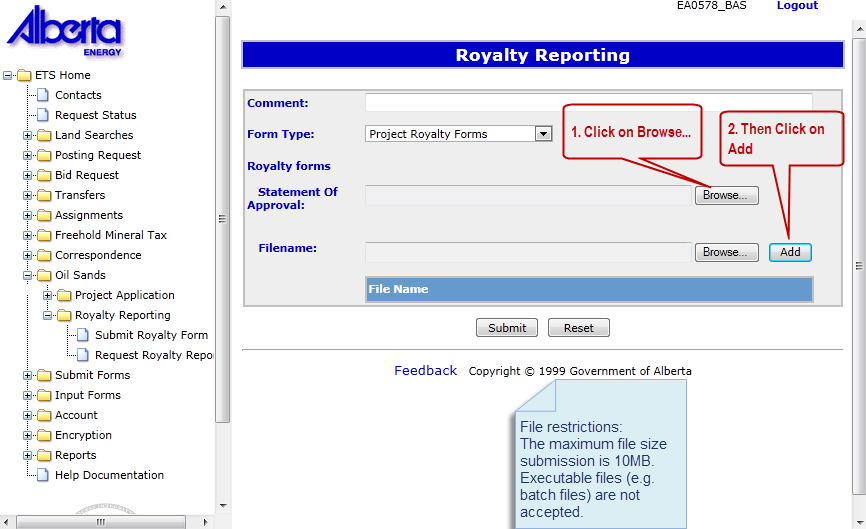 Alberta
ENERGY
ETS Home
Contacts
Request Status
Land Searches
Posting Request
Bid Request
Transfers
Assignments
Freehold Mineral Tax
Correspondence
Oil Sands
Project Application
Royalty Reporting
Submit Royalty Form
Request Royalty Repo
Submit Forms
Input Forms
Account
Encryption
Reports
Help Documentation
EA0578_BAS Logout
Royalty Reporting
Comment:
Form Type: Project Royalty Forms
1. Click on Browse...
2. Then Click on
Add
Royalty forms
Statement Of
Approval: Browse...
Filename: Browse... Add
File Name
Submit Reset
Feedback Copyright © 1999 Government of Alberta
File restrictions:
The maximum file size
submission is 10MB.
Executable files (e.g.
batch files) are not
accepted.